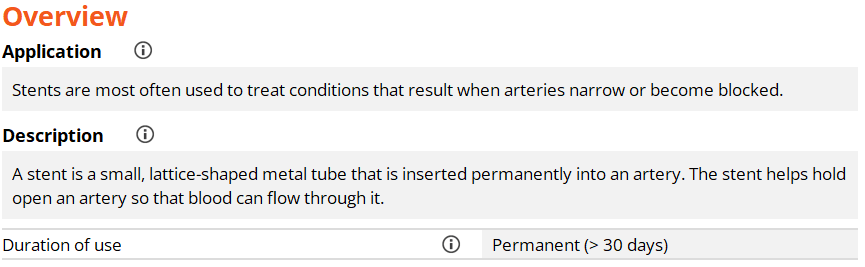 Overview
Application
Stents are most often used to treat conditions that result when arteries narrow or become blocked.
Description
A stent is a small, lattice-shaped metal tube that is inserted permanently into an artery. The stent helps hold
open an artery so that blood can flow through it.
Duration of use Permanent (> 30 days)